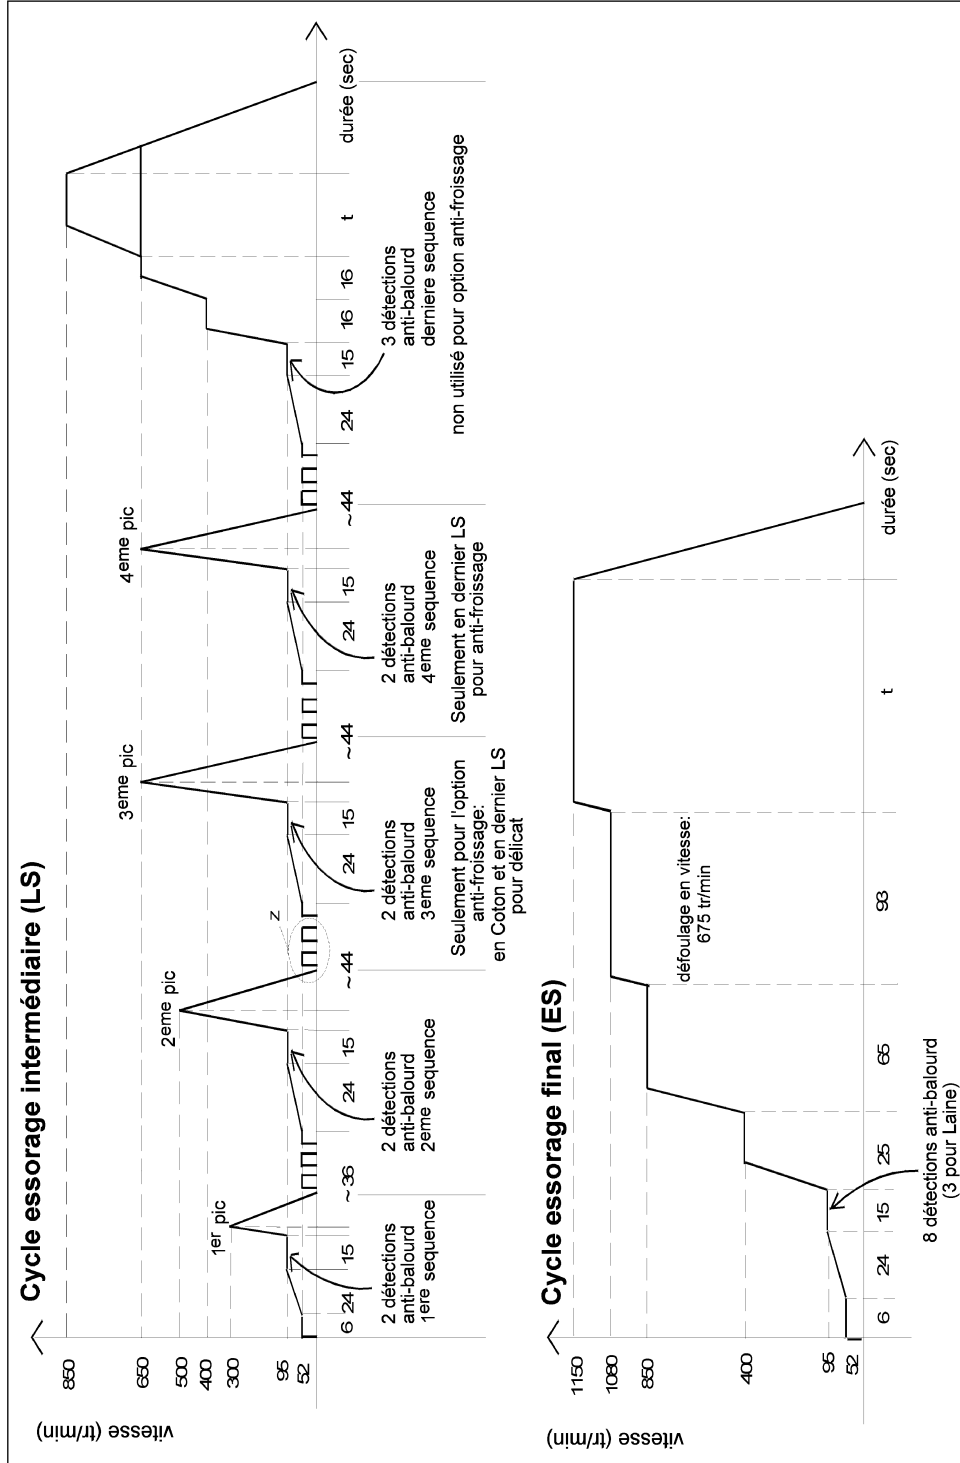 Cycle essorage intermédiaire (LS)
vitesse (tr/min)
850
650
500
400
300
95
52
1er pic
2eme pic
3eme pic
4eme pic
z
6
24
15
~36
24
15
~44
24
15
~44
24
15
~44
24
15
16
16
t
durée (sec)
2 détections
anti-balourd
1ere sequence
2 détections
anti-balourd
2eme sequence
2 détections
anti-balourd
3eme sequence
Seulement pour l'option
anti-froissage:
en Coton et en dernier LS
pour délicat
2 détections
anti-balourd
4eme sequence
Seulement en dernier LS
pour anti-froissage
3 détections
anti-balourd
derniere sequence
non utilisé pour option anti-froissage
Cycle essorage final (ES)
vitesse (tr/min)
1150
1080
850
400
95
52
défoulage en vitesse:
675 tr/min
6
24
15
25
65
93
t
durée (sec)
8 détections anti-balourd
(3 pour Laine)